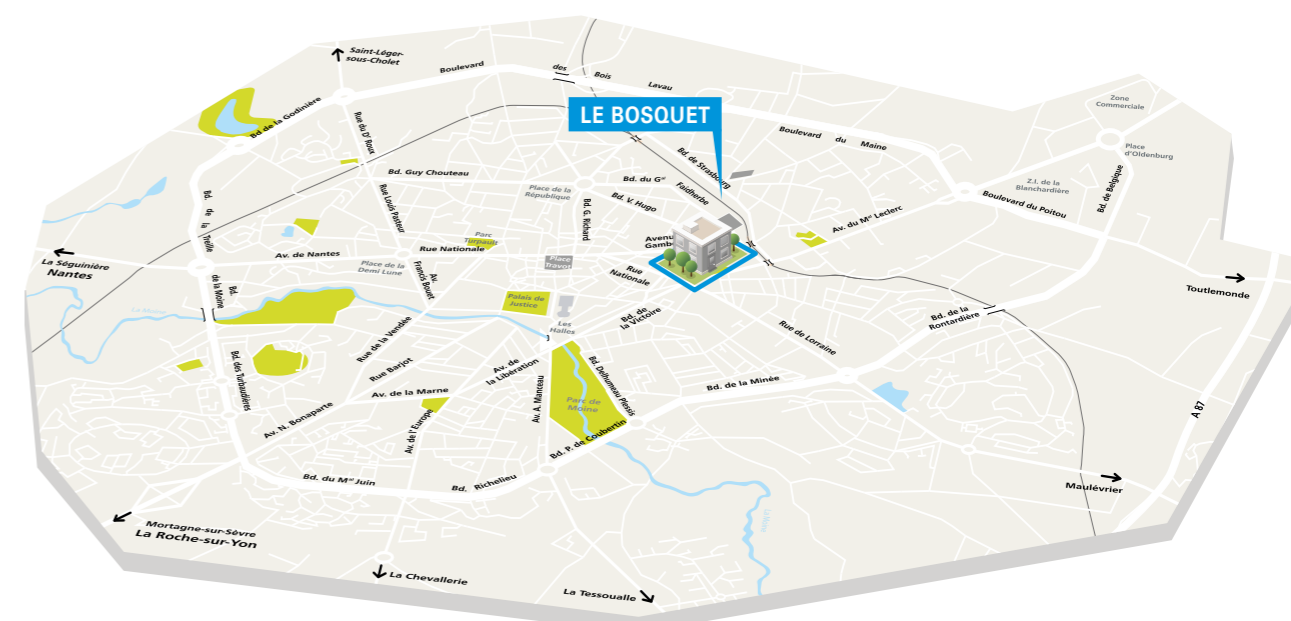 Saint-Léger-
sous-Cholet
Boulevard
des
Bois
Lavau
Zone
Commerciale
LE BOSQUET
Bd de la Godinière
Rue du Dr Roux
Boulevard du Maine
Place
d'Oldenburg
Bd. de Strasbourg
Bd. Guy Chouteau
Bd. du Gal
Faidherbe
Place de la
République
Rue Louis Pasteur
Z.I. de la
Blanchardière
Bd. de Belgique
Boulevard du Poitou
Bd. de la Treille
Bd. V. Hugo
Bd. G. Richard
Av. du Mal Leclerc
Parc
Turpault
Rue Nationale
Avenue
Gamb
Av. de Nantes
La Séguinière
Nantes
Place de la
Demi Lune
Place
Travot
Rue
Nationale
Av.
Francis Bouet
Bd.
de la Moine
Toutlemonde
La Moine
Palais de
Justice
Les
Halles
Bd. de
la Victoire
Bd. de la
Rontardière
Rue de la Vendée
Rue de Lorraine
Rue Barjot
Av. de
la Libération
Bd. des Turbaudières
Bd. Delhumeau Plessis
Bd. de la Minée
Av. de la Marne
Av. A. Manceau
Parc de
Moine
A 87
Av. N. Bonaparte
Av. de l'Europe
Bd. P. de Coubertin
Bd. du Mal Juin
Bd. Richelieu
Maulévrier
La Moine
Mortagne-sur-Sèvre
La Roche-sur-Yon
La Chevallerie
La Tessoualle